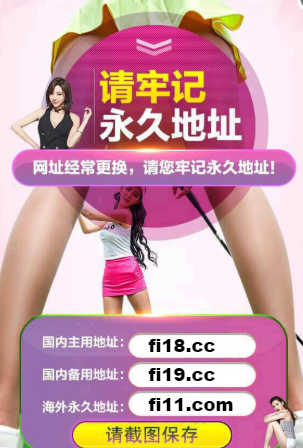 请牢记
永久地址
网址经常更换，请您牢记永久地址！
国内主用地址： fi18.cc
国内备用地址： fi19.cc
海外永久地址： fi11.com
请截图保存